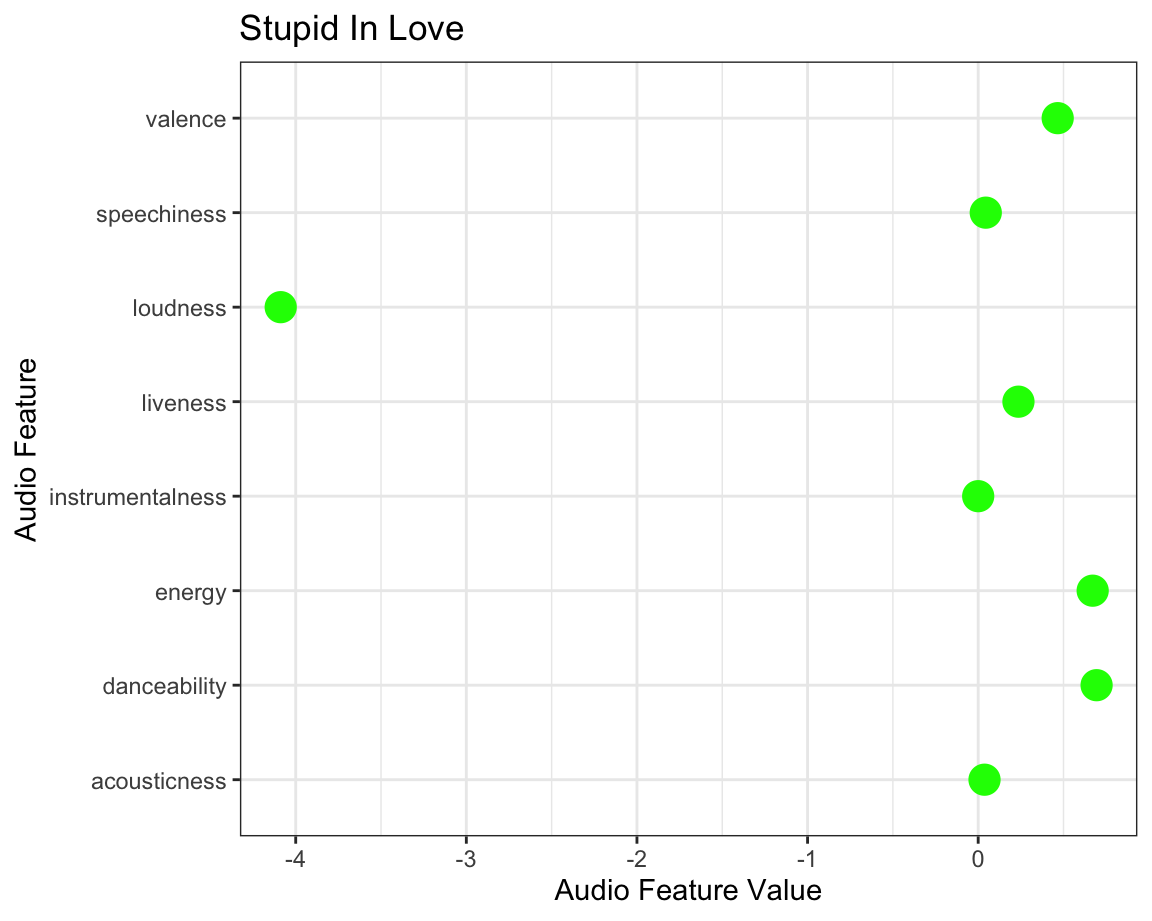 Stupid In Love
Audio Feature
valence
speechiness
loudness
liveness
instrumentalness
energy
danceability
acousticness
-4 -3 -2 -1 0
Audio Feature Value